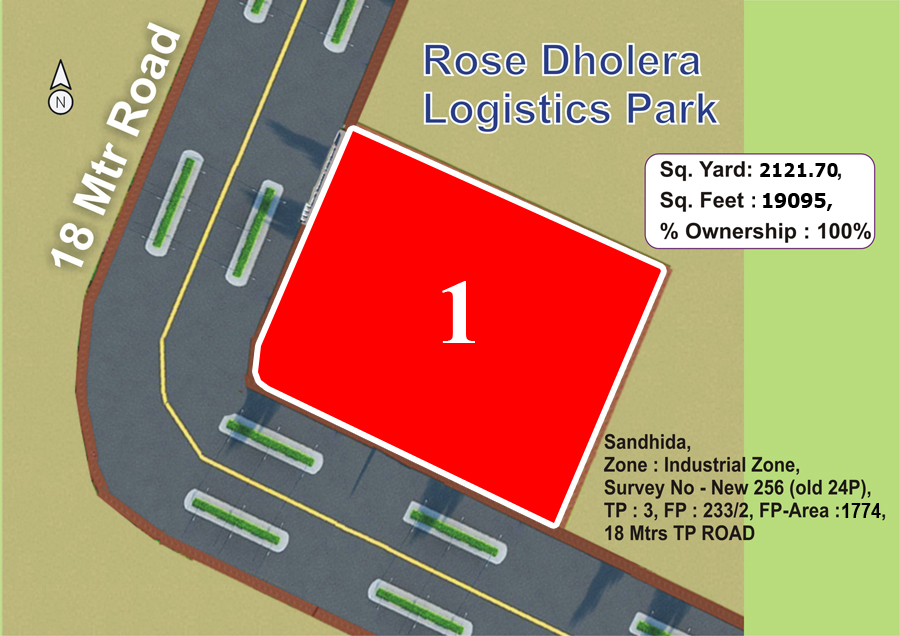 Rose Dholera
Logistics Park
18 Mtr Road
N
Sq. Yard: 2121.70,
Sq. Feet : 19095,
% Ownership : 100%
1
Sandhida,
Zone : Industrial Zone,
Survey No - New 256 (old 24P),
TP : 3, FP : 233/2, FP-Area :1774,
18 Mtrs TP ROAD